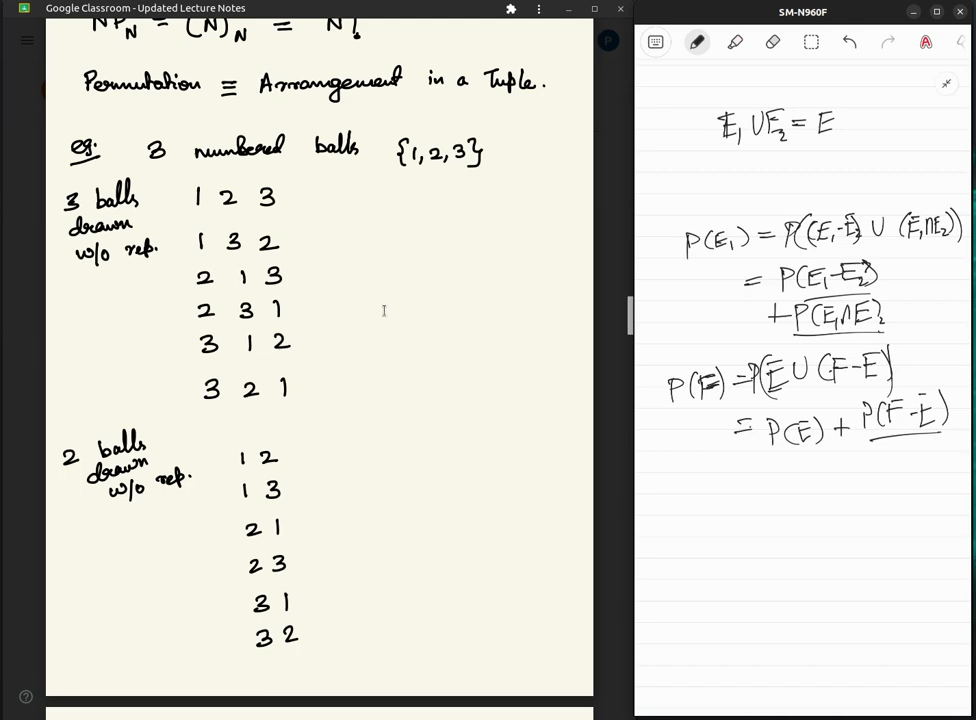 Google Classroom - Updated Lecture Notes
NPN = (N)N = N!
Permutation ≡ Arrangement in a Tuple.
eg: 3 numbered balls {1,2,3}
3 balls drawn w/o rep.
1 2 3
1 3 2
2 1 3
2 3 1
3 1 2
3 2 1
2 balls drawn w/o rep.
1 2
1 3
2 1
2 3
3 1
3 2
P
SM-N960F
A
E₁ ∪ E₂ = E
P(E₁) = P((E₁-E₂) ∪ (E₁∩E₂))
= P(E₁-E₂)
+ P(E₁∩E)₂
P(F) = P(E ∪ (F-E))
= P(E) + P(F-E)